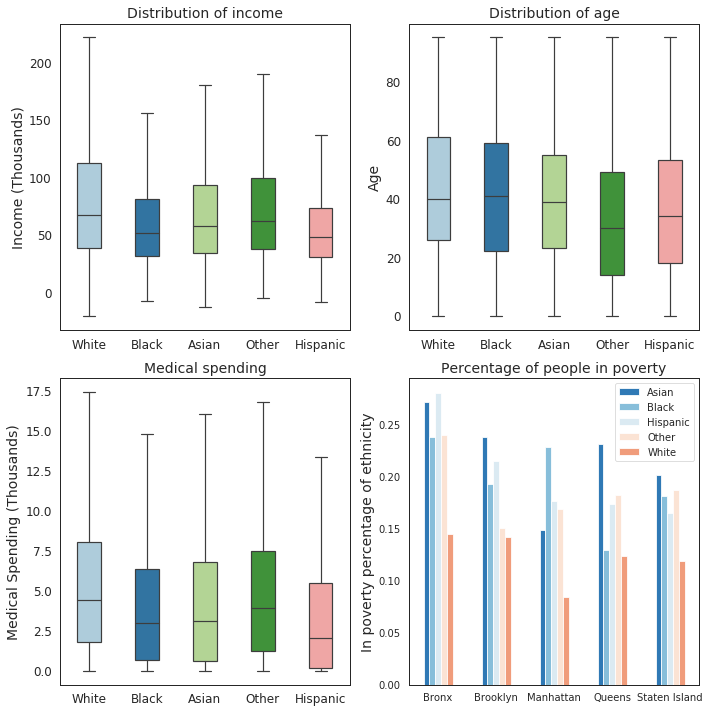 Distribution of income
Income (Thousands)
200
150
100
50
0
White Black Asian Other Hispanic
Distribution of age
Age
80
60
40
20
0
White Black Asian Other Hispanic
Medical spending
Medical Spending (Thousands)
17.5
15.0
12.5
10.0
7.5
5.0
2.5
0.0
White Black Asian Other Hispanic
Percentage of people in poverty
In poverty percentage of ethnicity
0.25
0.20
0.15
0.10
0.05
0.00
Asian
Black
Hispanic
Other
White
Bronx Brooklyn Manhattan Queens Staten Island